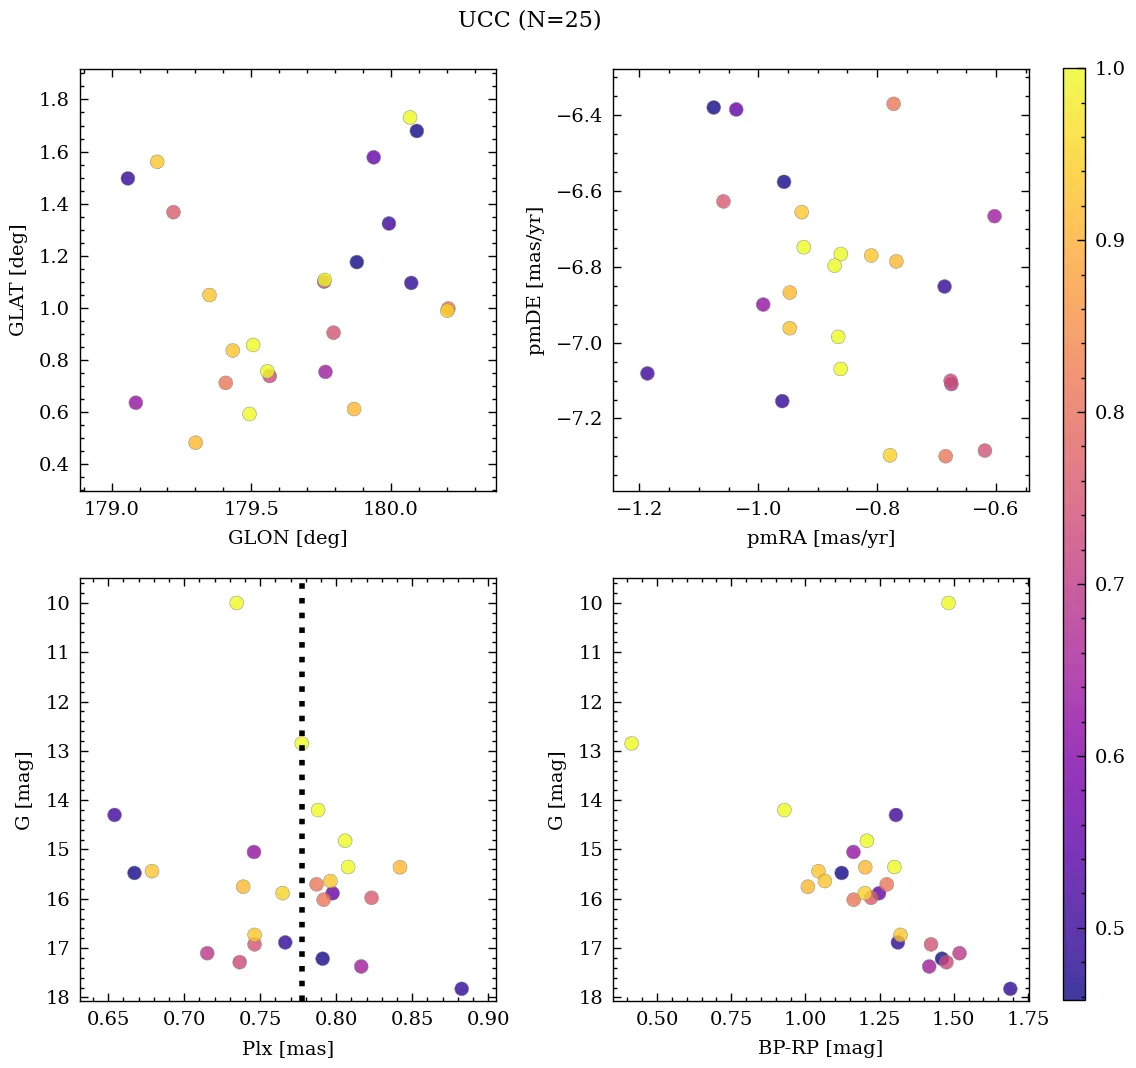 UCC (N=25)
1.8
1.6
1.4
1.2
1.0
0.8
0.6
0.4
GLAT [deg]
179.0 179.5 180.0
GLON [deg]
−6.4
−6.6
−6.8
−7.0
−7.2
pmDE [mas/yr]
−1.2 −1.0 −0.8 −0.6
pmRA [mas/yr]
10
11
12
13
14
15
16
17
18
G [mag]
0.65 0.70 0.75 0.80 0.85 0.90
Plx [mas]
10
11
12
13
14
15
16
17
18
G [mag]
0.50 0.75 1.00 1.25 1.50 1.75
BP-RP [mag]
1.0
0.9
0.8
0.7
0.6
0.5